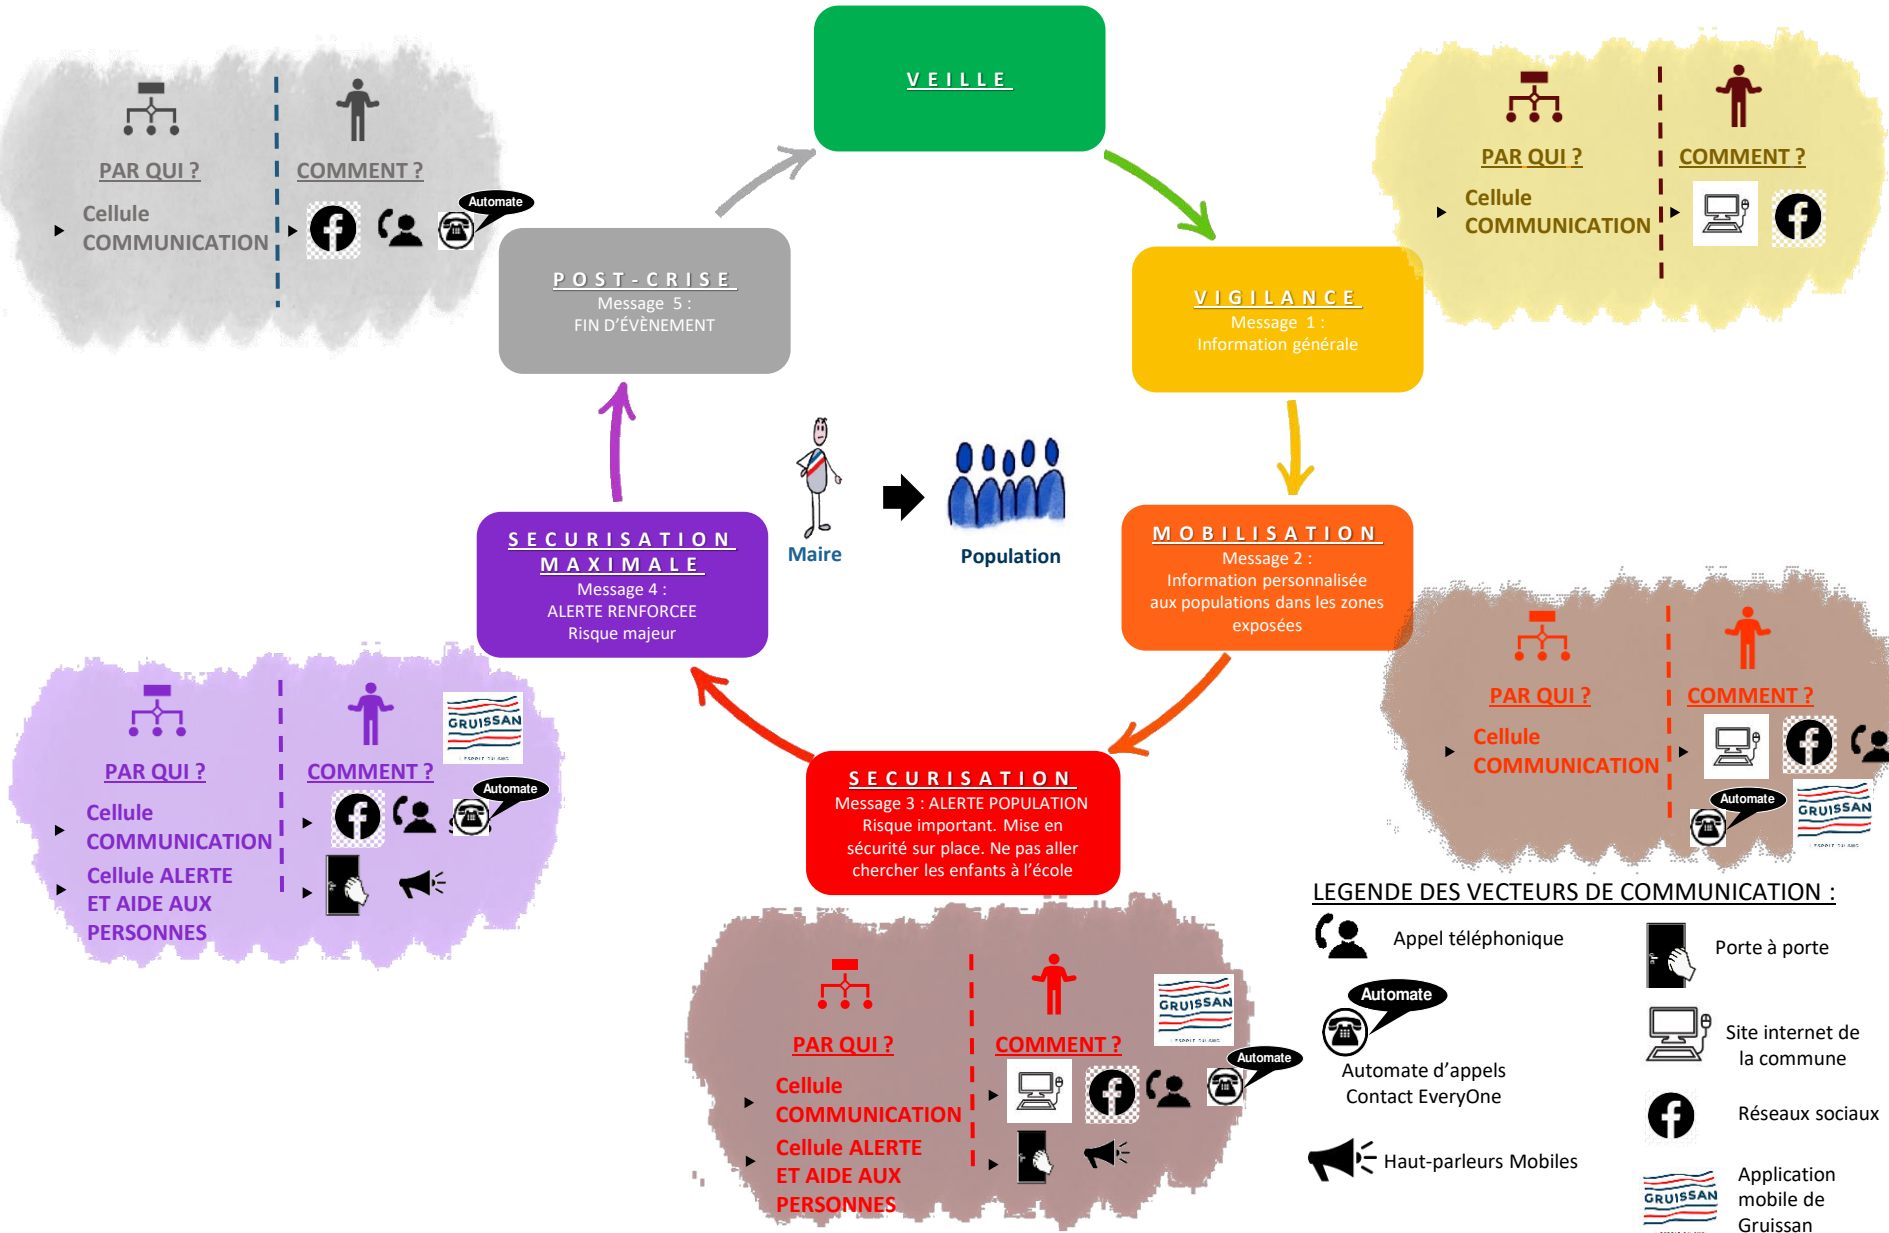 VEILLE
PAR QUI ?
COMMENT ?
Cellule
COMMUNICATION
Automate
POST-CRISE
Message 5 :
FIN D'ÉVÈNEMENT
PAR QUI ?
COMMENT ?
Cellule
COMMUNICATION
VIGILANCE
Message 1 :
Information générale
Maire
Population
SECURISATION
MAXIMALE
Message 4 :
ALERTE RENFORCEE
Risque majeur
MOBILISATION
Message 2 :
Information personnalisée
aux populations dans les zones
exposées
PAR QUI ?
COMMENT ?
GRUISSAN
Automate
Cellule
COMMUNICATION
Cellule ALERTE
ET AIDE AUX
PERSONNES
PAR QUI ?
COMMENT ?
Cellule
COMMUNICATION
Automate
GRUISSAN
SECURISATION
Message 3 : ALERTE POPULATION
Risque important. Mise en
sécurité sur place. Ne pas aller
chercher les enfants à l'école
PAR QUI ?
COMMENT ?
GRUISSAN
Automate
Cellule
COMMUNICATION
Cellule ALERTE
ET AIDE AUX
PERSONNES
LEGENDE DES VECTEURS DE COMMUNICATION :
Appel téléphonique
Porte à porte
Automate
Automate d'appels
Contact EveryOne
Site internet de
la commune
Réseaux sociaux
Haut-parleurs Mobiles
GRUISSAN
Application
mobile de
Gruissan